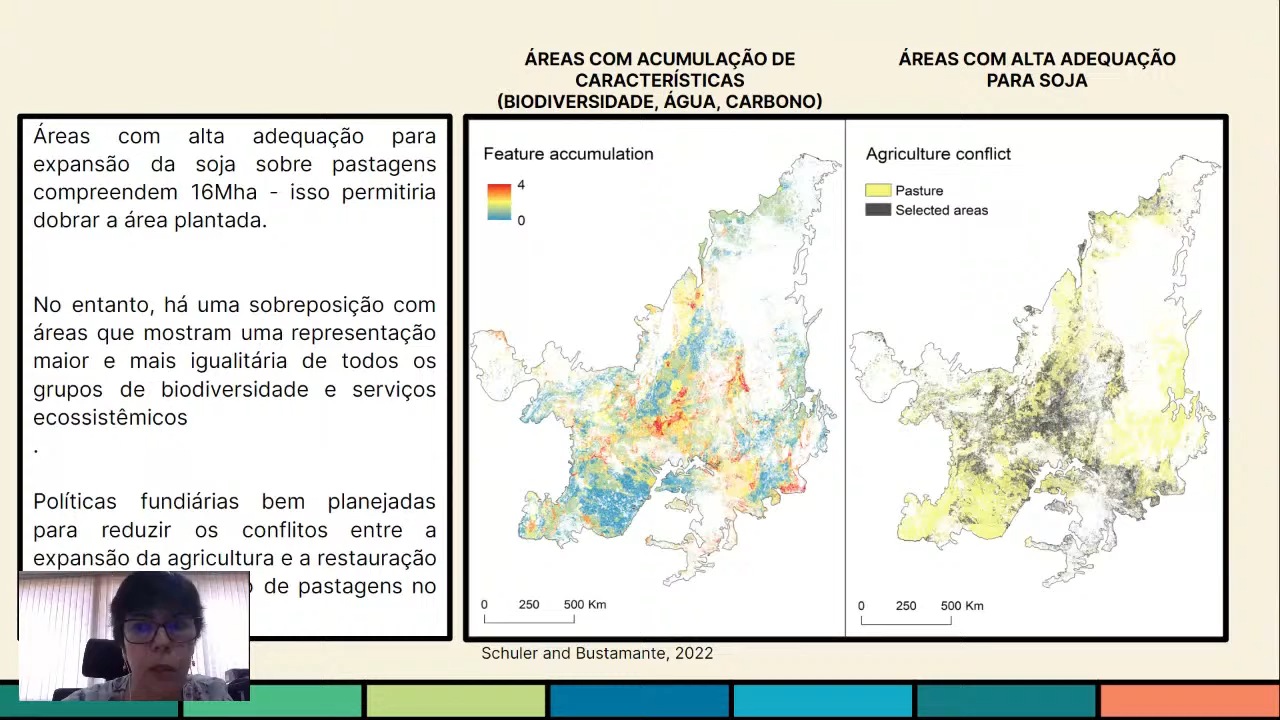 ÁREAS COM ACUMULAÇÃO DE
CARACTERÍSTICAS
(BIODIVERSIDADE, ÁGUA, CARBONO)
ÁREAS COM ALTA ADEQUAÇÃO
PARA SOJA
Áreas com alta adequação para
expansão da soja sobre pastagens
compreendem 16Mha - isso permitiria
dobrar a área plantada.
No entanto, há uma sobreposição com
áreas que mostram uma representação
maior e mais igualitária de todos os
grupos de biodiversidade e serviços
ecossistêmicos
.
Políticas fundiárias bem planejadas
para reduzir os conflitos entre a
expansão da agricultura e a restauração
de pastagens no
Feature accumulation
4
0
0 250 500 Km
Agriculture conflict
Pasture
Selected areas
0 250 500 Km
Schuler and Bustamante, 2022